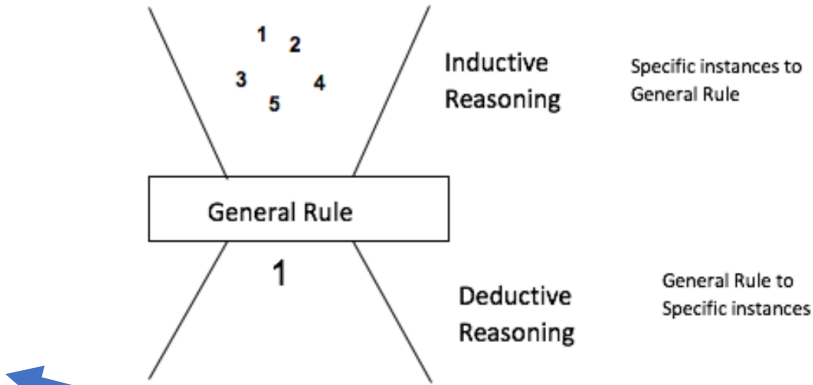 1
2
3
4
5
Inductive
Reasoning
Specific instances to
General Rule
General Rule
1
Deductive
Reasoning
General Rule to
Specific instances